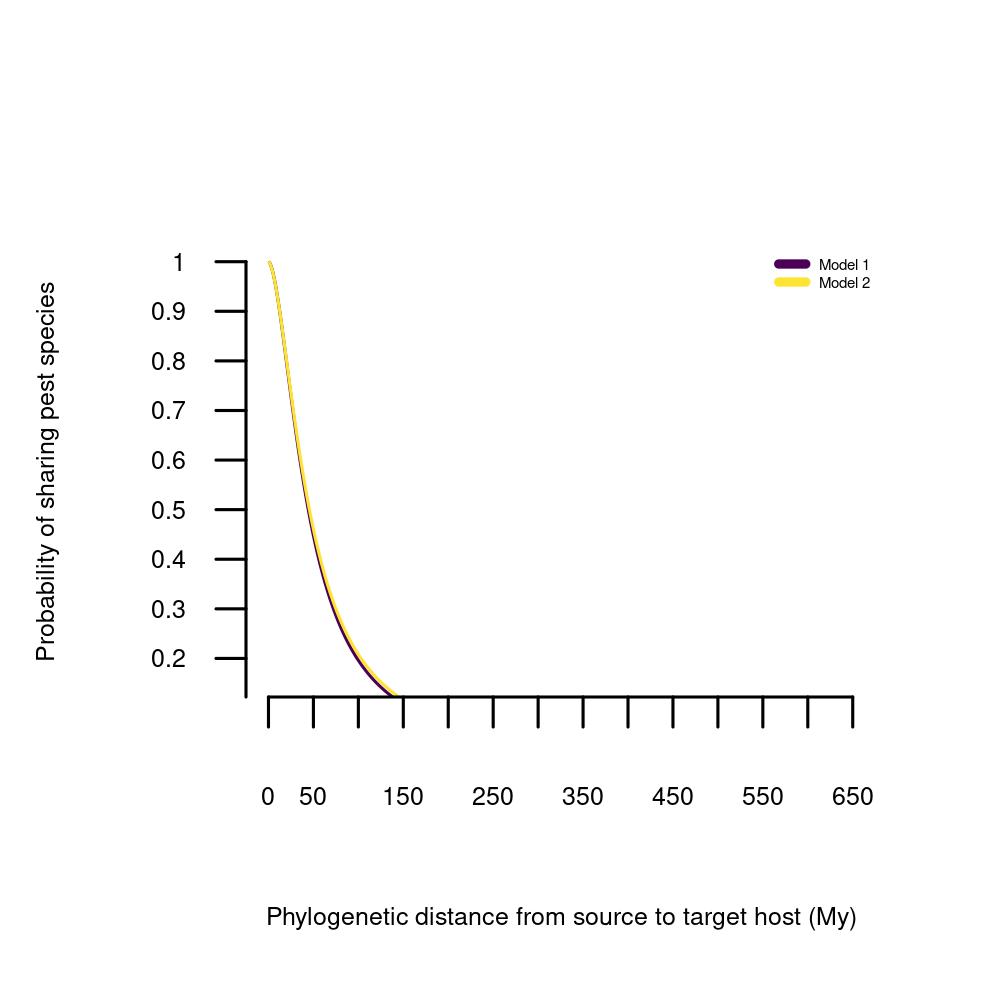 Probability of sharing pest species
1
0.9
0.8
0.7
0.6
0.5
0.4
0.3
0.2
Model 1
Model 2
0 50 150 250 350 450 550 650
Phylogenetic distance from source to target host (My)